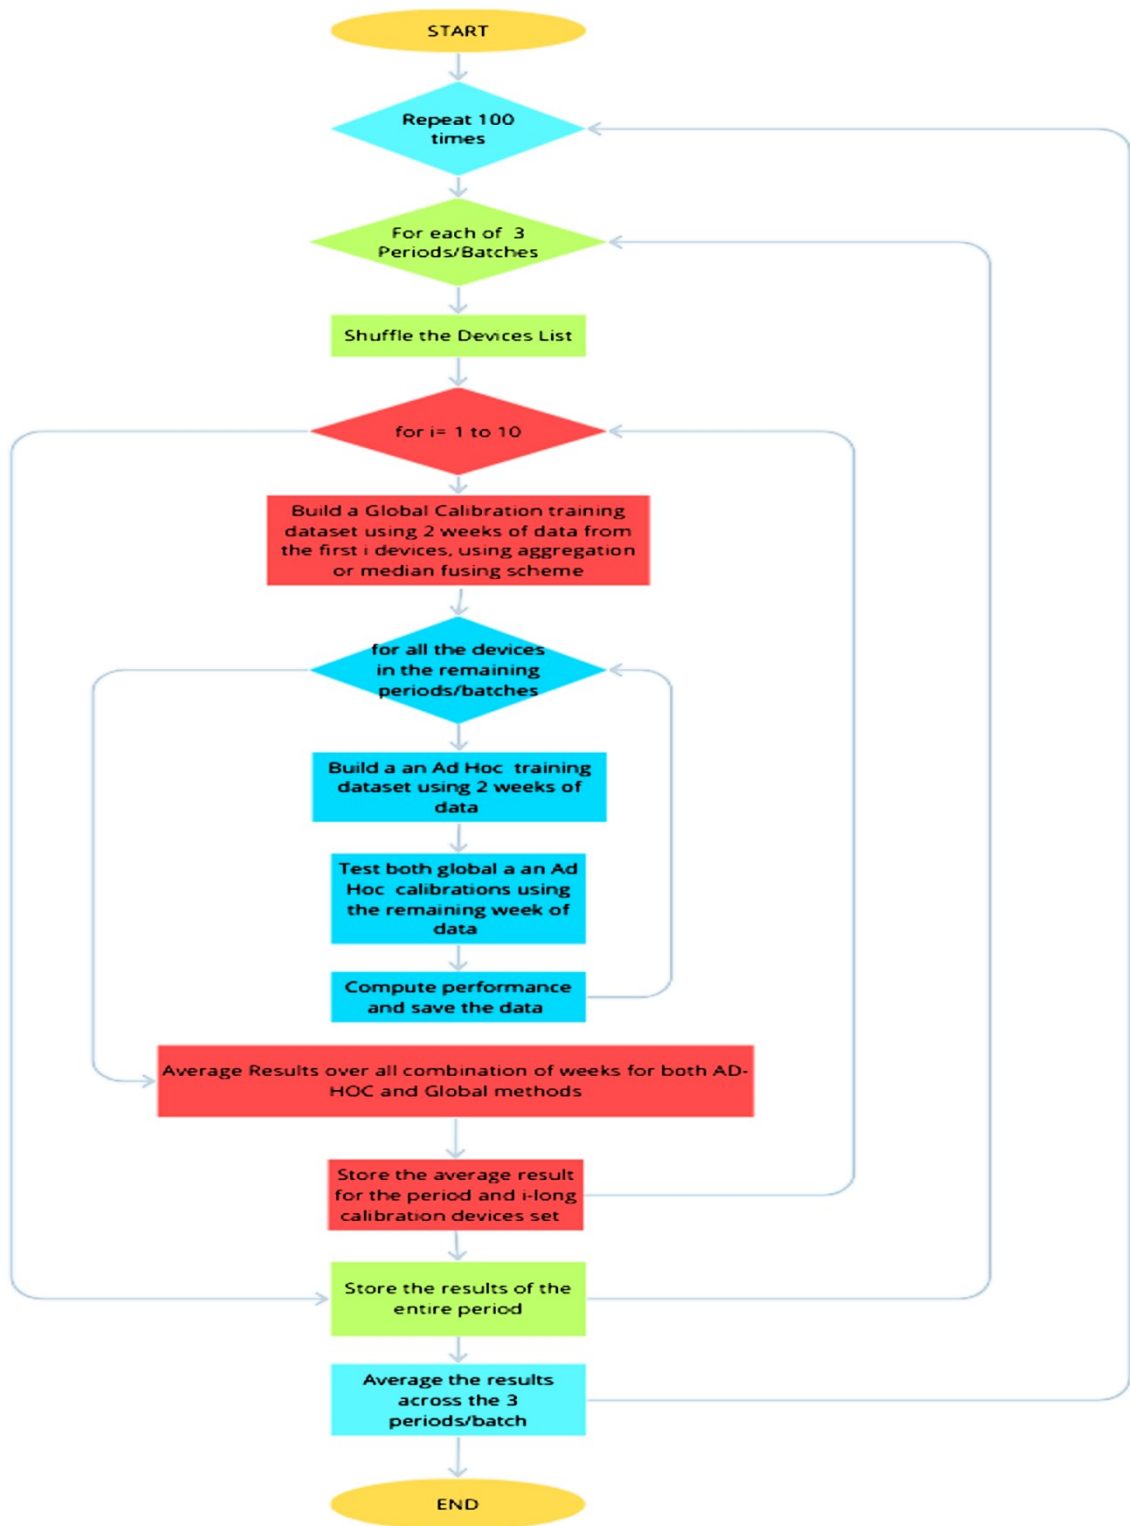 START
Repeat 100
times
For each of 3
Periods/Batches
Shuffle the Devices List
for i= 1 to 10
Build a Global Calibration training
dataset using 2 weeks of data from
the first i devices, using aggregation
or median fusing scheme
for all the devices
in the remaining
periods/batches
Build a an Ad Hoc training
dataset using 2 weeks of
data
Test both global a an Ad
Hoc calibrations using
the remaining week of
data
Compute performance
and save the data
Average Results over all combination of weeks for both AD-
HOC and Global methods
Store the average result
for the period and i-long
calibration devices set
Store the results of the
entire period
Average the results
across the 3
periods/batch
END